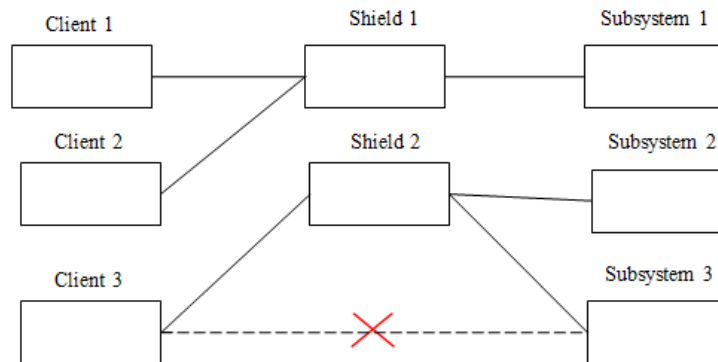 Client 1
Shield 1
Subsystem 1
Client 2
Shield 2
Subsystem 2
Client 3
Subsystem 3